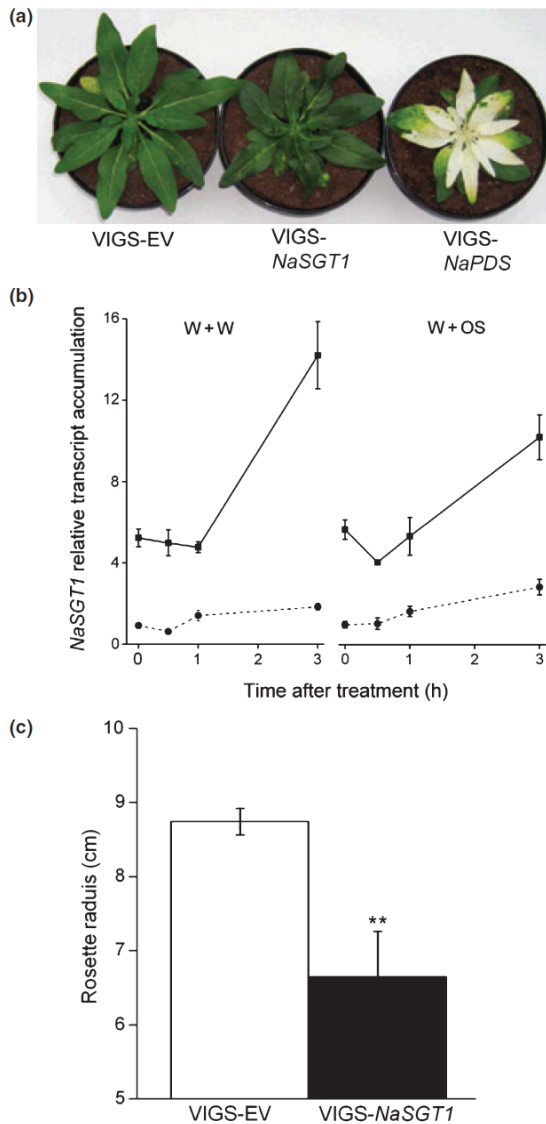 (a)
VIGS-EV
VIGS-
NaSGT1
VIGS-
NaPDS
(b)
NaSGT1 relative transcript accumulation
16
12
8
4
0
W + W
W + OS
0 1 2 3
0 1 2 3
Time after treatment (h)
(c)
Rosette raduis (cm)
10
9
8
7
6
5
**
VIGS-EV
VIGS-NaSGT1